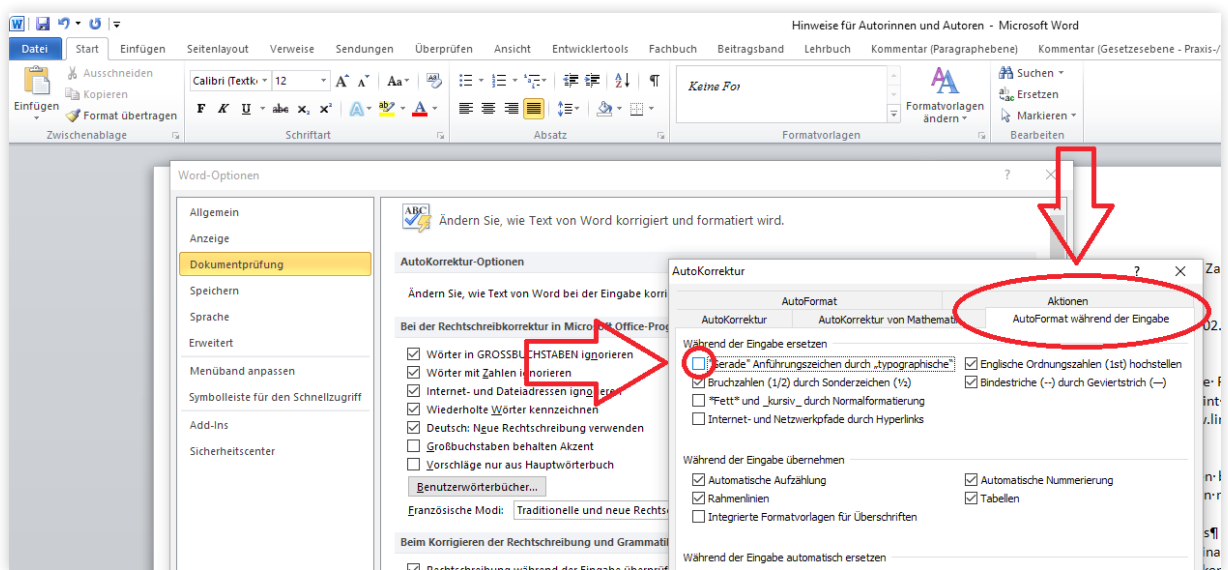 Hinweise für Autorinnen und Autoren - Microsoft Word
Datei Start Einfügen Seitenlayout Verweise Sendungen Überprüfen Ansicht Entwicklertools Fachbuch Beitragsband Lehrbuch Kommentar (Paragraphebene) Kommentar (Gesetzesebene - Praxis-/
Einfügen
Ausschneiden
Kopieren
Format übertragen
Zwischenablage
Calibri (Textk 12
F K U abc x₂ x²
Schriftart
Absatz
Keine For
Formatvorlagen ändern
Formatvorlagen
Suchen
Ersetzen
Markieren
Bearbeiten
Word-Optionen
Allgemein
Anzeige
Dokumentprüfung
Speichern
Sprache
Erweitert
Menüband anpassen
Symbolleiste für den Schnellzugriff
Add-Ins
Sicherheitscenter
ABC
Ändern Sie, wie Text von Word korrigiert und formatiert wird.
AutoKorrektur-Optionen
Ändern Sie, wie Text von Word bei der Eingabe korri
Bei der Rechtschreibkorrektur in Microsoft Office-Prog
Wörter in GROSSBUCHSTABEN ignorieren
Wörter mit Zahlen ignorieren
Internet- und Dateiadressen ignorieren
Wiederholte Wörter kennzeichnen
Deutsch: Neue Rechtschreibung verwenden
Großbuchstaben behalten Akzent
Vorschläge nur aus Hauptwörterbuch
Benutzerwörterbücher...
Französische Modi: Traditionelle und neue Rechts
Beim Korrigieren der Rechtschreibung und Grammati
Rechtschreibung während der Eingabe überprüf
AutoKorrektur
AutoFormat Aktionen
AutoKorrektur AutoKorrektur von Mathemati AutoFormat während der Eingabe
Während der Eingabe ersetzen
"Gerade" Anführungszeichen durch „typographische“ Englische Ordnungszahlen (1st) hochstellen
Bruchzahlen (1/2) durch Sonderzeichen (½) Bindestriche (--) durch Geviertstrich (—)
*Fett* und _kursiv_ durch Normalformatierung
Internet- und Netzwerkpfade durch Hyperlinks
Während der Eingabe übernehmen
Automatische Aufzählung Automatische Nummerierung
Rahmenlinien Tabellen
Integrierte Formatvorlagen für Überschriften
Während der Eingabe automatisch ersetzen